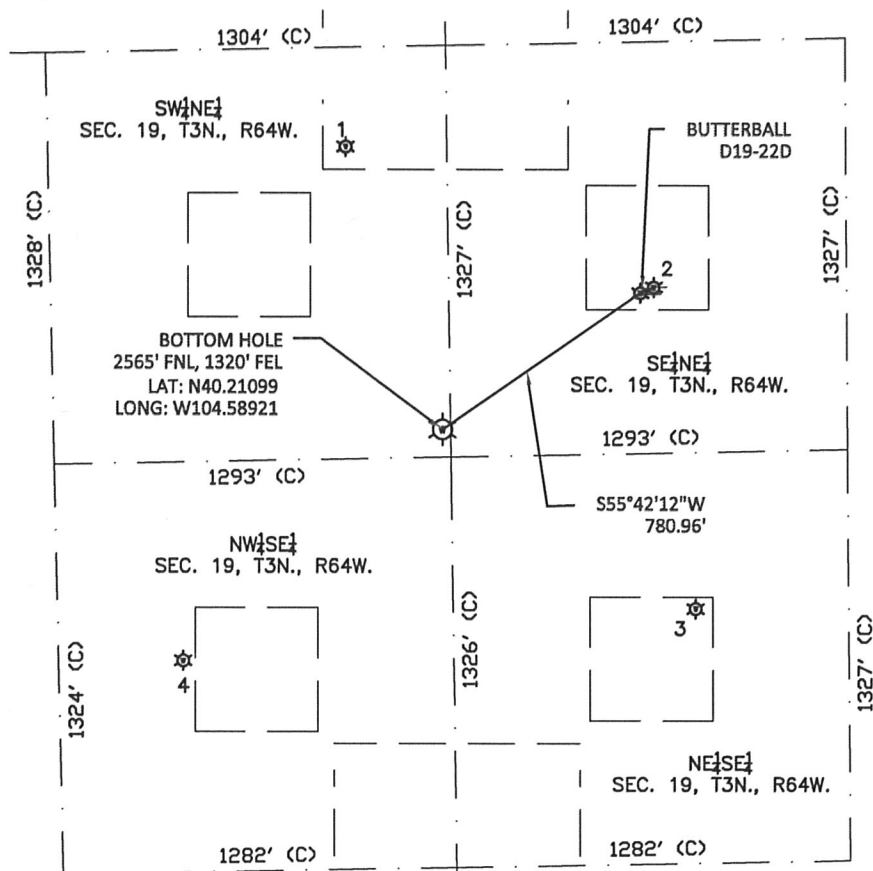 1304' (C)
1304' (C)
SW¼NE¼
SEC. 19, T3N., R64W.
1
BUTTERBALL
D19-22D
1328' (C)
1327' (C)
1327' (C)
2
BOTTOM HOLE
2565' FNL, 1320' FEL
LAT: N40.21099
LONG: W104.58921
SE¼NE¼
SEC. 19, T3N., R64W.
1293' (C)
1293' (C)
S55°42'12"W
780.96'
NW¼SE¼
SEC. 19, T3N., R64W.
3
1326' (C)
4
1324' (C)
1327' (C)
NE¼SE¼
SEC. 19, T3N., R64W.
1282' (C)
1282' (C)